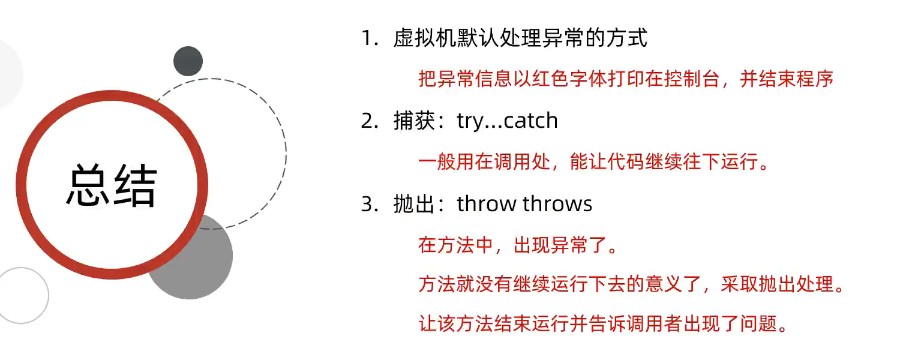 总结
1. 虚拟机默认处理异常的方式
把异常信息以红色字体打印在控制台，并结束程序
2. 捕获：try...catch
一般用在调用处，能让代码继续往下运行。
3. 抛出：throw throws
在方法中，出现异常了。
方法就没有继续运行下去的意义了，采取抛出处理。
让该方法结束运行并告诉调用者出现了问题。